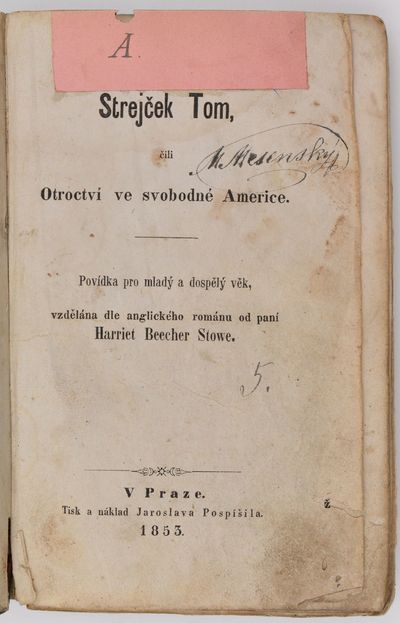 A
Strejček Tom,
čili
Otroctví ve svobodné Americe.
Povídka pro mladý a dospělý věk,
vzdělána dle anglického románu od paní
Harriet Beecher Stowe.
5.
V Praze.
Tisk a náklad Jaroslava Pospíšila.
1853.
ž